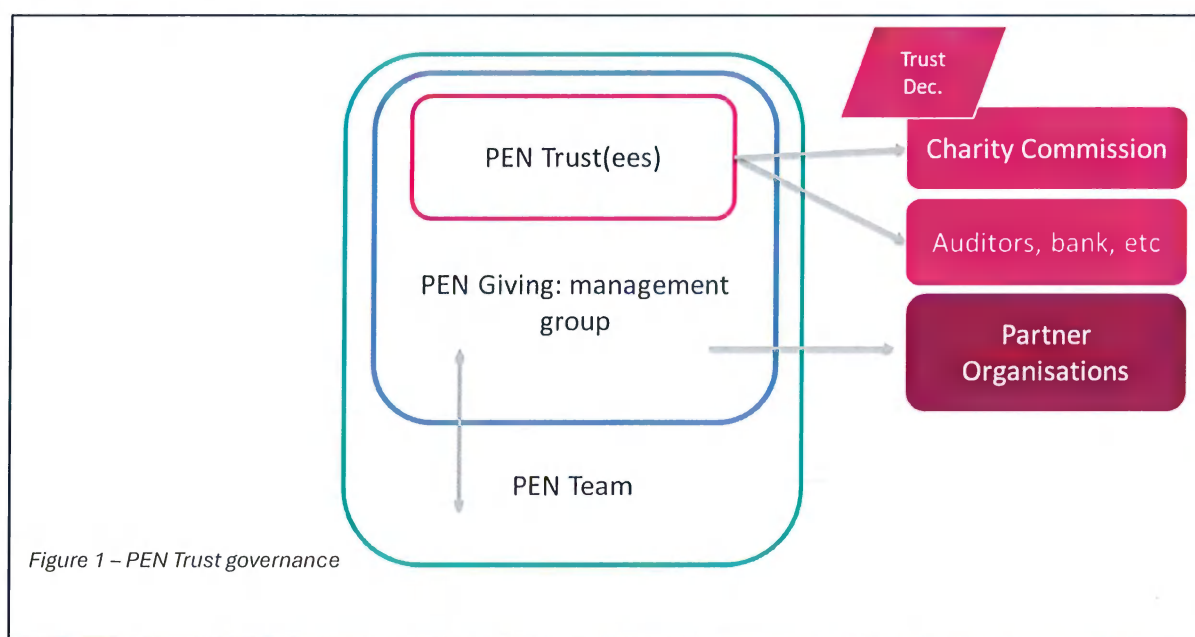 Trust
Dec.
PEN Trust(ees)
Charity Commission
Auditors, bank, etc
PEN Giving: management
group
Partner
Organisations
PEN Team
Figure 1 – PEN Trust governance